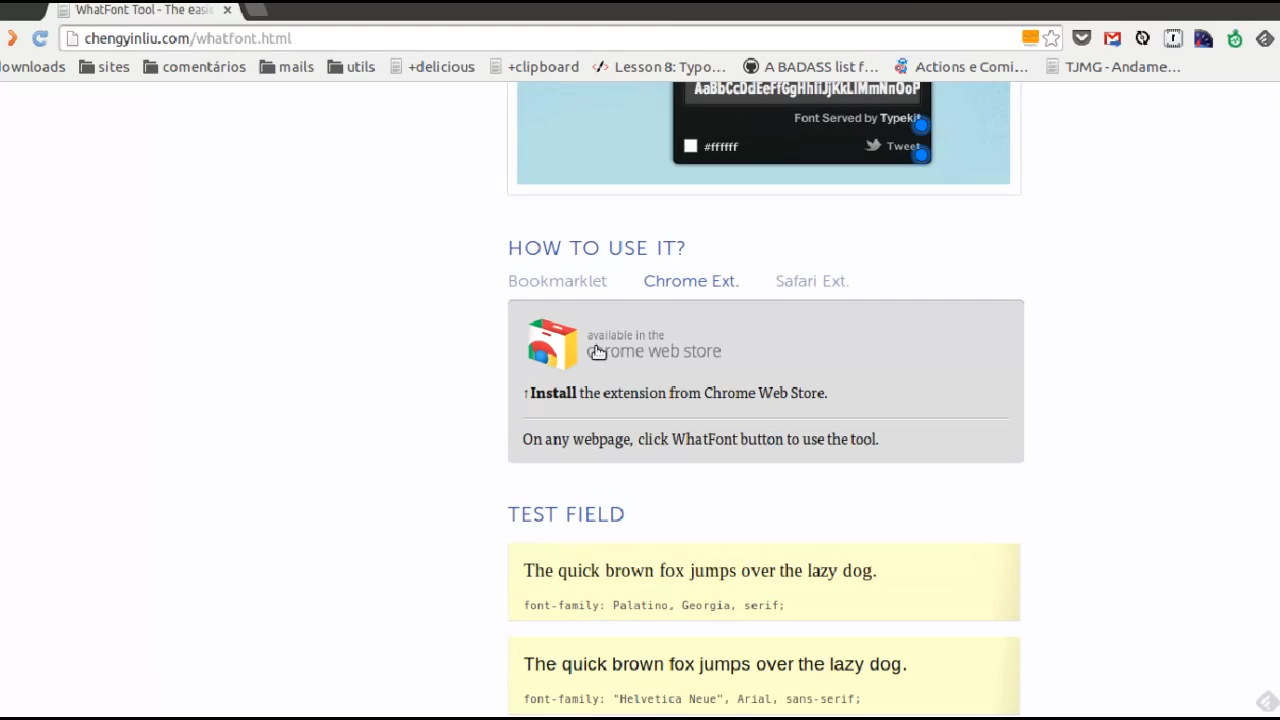 WhatFont Tool - The easie
chengyinliu.com/whatfont.html
ownloads sites comentários mails utils +delicious +clipboard Lesson 8: Typo... A BADASS list f... Actions e Comi... TJMG - Andame...
AaBbCcDdEeFfGgHhIiJjKkLlMmNnOoP
Font Served by Typekit
#ffffff Tweet
HOW TO USE IT?
Bookmarklet Chrome Ext. Safari Ext.
available in the
chrome web store
↑Install the extension from Chrome Web Store.
On any webpage, click WhatFont button to use the tool.
TEST FIELD
The quick brown fox jumps over the lazy dog.
font-family: Palatino, Georgia, serif;
The quick brown fox jumps over the lazy dog.
font-family: "Helvetica Neue", Arial, sans-serif;